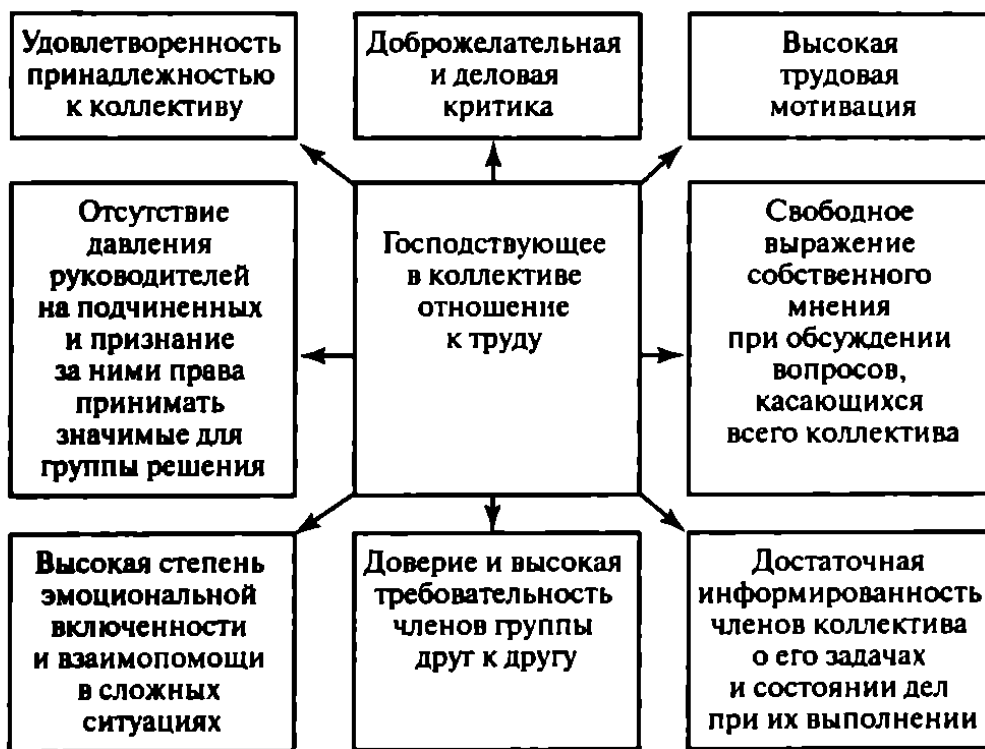 Удовлетворенность
принадлежностью
к коллективу
Доброжелательная
и деловая
критика
Высокая
трудовая
мотивация
Отсутствие
давления
руководителей
на подчиненных
и признание
за ними права
принимать
значимые для
группы решения
Господствующее
в коллективе
отношение
к труду
Свободное
выражение
собственного
мнения
при обсуждении
вопросов,
касающихся
всего коллектива
Высокая степень
эмоциональной
включенности
и взаимопомощи
в сложных
ситуациях
Доверие и высокая
требовательность
членов группы
друг к другу
Достаточная
информированность
членов коллектива
о его задачах
и состоянии дел
при их выполнении